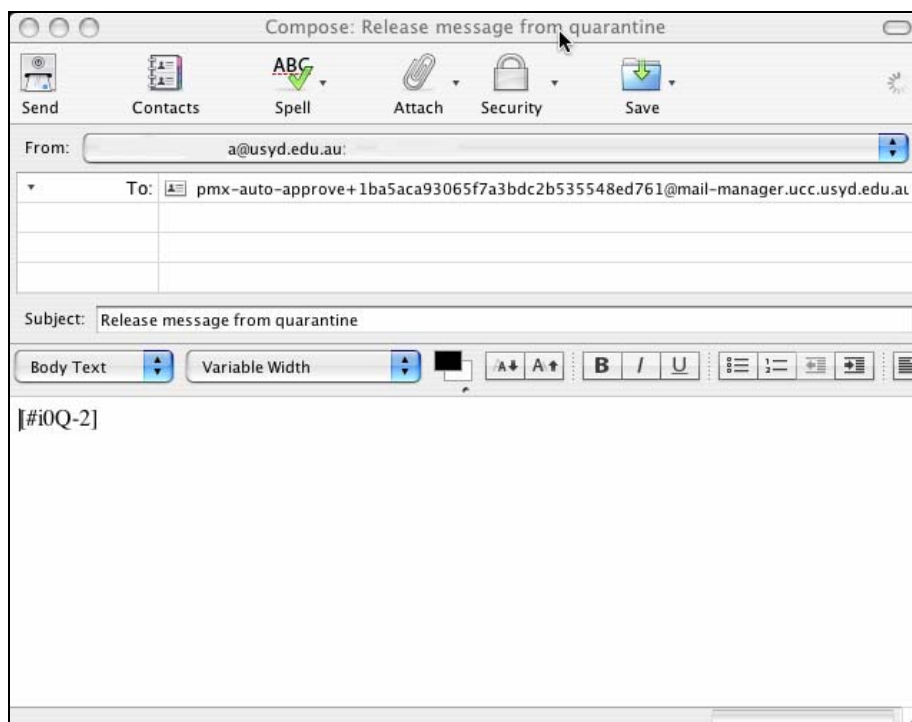 Compose: Release message from quarantine
Send Contacts Spell Attach Security Save
From: a@usyd.edu.au:
To: pmx-auto-approve+1ba5aca93065f7a3bdc2b535548ed761@mail-manager.ucc.usyd.edu.au
Subject: Release message from quarantine
Body Text Variable Width A A B I U
[#i0Q-2]